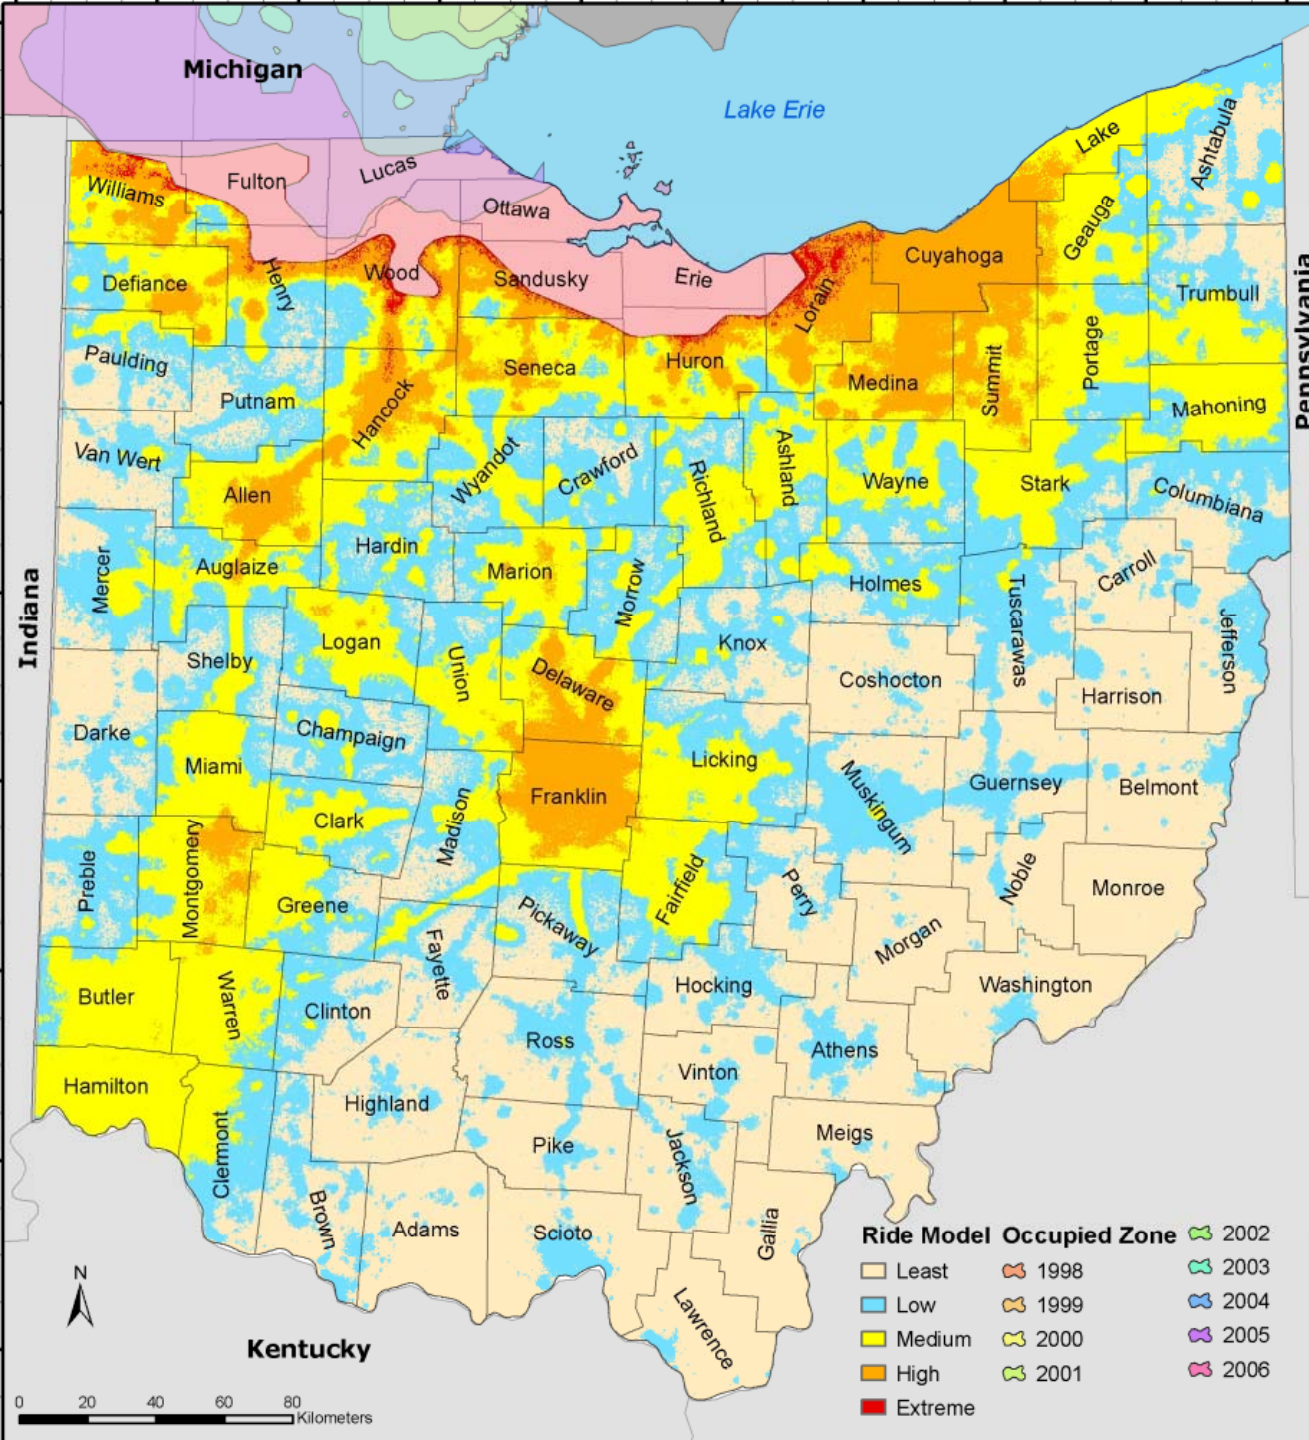 Michigan
Lake Erie
Lake
Ashtabula
Williams
Fulton
Lucas
Ottawa
Geauga
Cuyahoga
Defiance
Henry
Wood
Sandusky
Erie
Lorain
Trumbull
Pennsylvania
Paulding
Putnam
Hancock
Seneca
Huron
Medina
Summit
Portage
Mahoning
Van Wert
Allen
Wyandot
Crawford
Richland
Ashland
Wayne
Stark
Columbiana
Mercer
Auglaize
Hardin
Marion
Morrow
Holmes
Tuscarawas
Carroll
Jefferson
Indiana
Shelby
Logan
Union
Delaware
Knox
Coshocton
Harrison
Darke
Miami
Champaign
Licking
Muskingum
Guernsey
Belmont
Preble
Montgomery
Clark
Madison
Franklin
Fairfield
Perry
Noble
Monroe
Greene
Fayette
Pickaway
Morgan
Butler
Warren
Clinton
Hocking
Washington
Hamilton
Ross
Vinton
Athens
Clermont
Highland
Pike
Jackson
Meigs
Brown
Adams
Scioto
Gallia
Lawrence
Kentucky
N
0 20 40 60 80
Kilometers
Ride Model
Least
Low
Medium
High
Extreme
Occupied Zone
1998
1999
2000
2001
2002
2003
2004
2005
2006